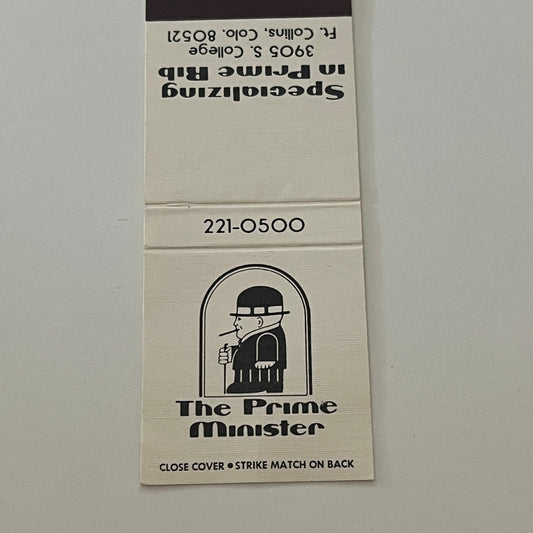 Specializing
in Prime Rib
3905 S. College
Ft. Collins, Colo. 80521
221-0500
The Prime
Minister
CLOSE COVER • STRIKE MATCH ON BACK